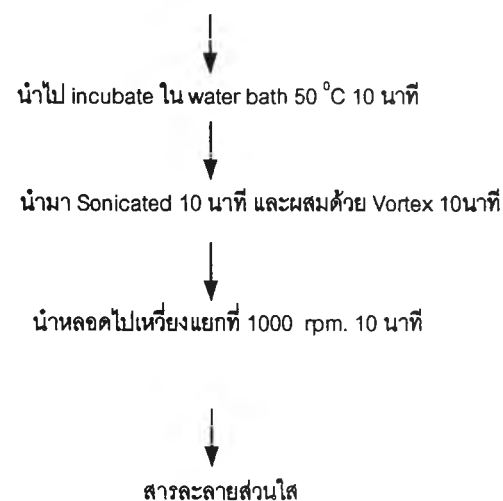 นำไป incubate ใน water bath 50 °C 10 นาที
นำมา Sonicated 10 นาที และผสมด้วย Vortex 10นาที
นำหลอดไปเหวี่ยงแยกที่ 1000 rpm. 10 นาที
สารละลายส่วนใส